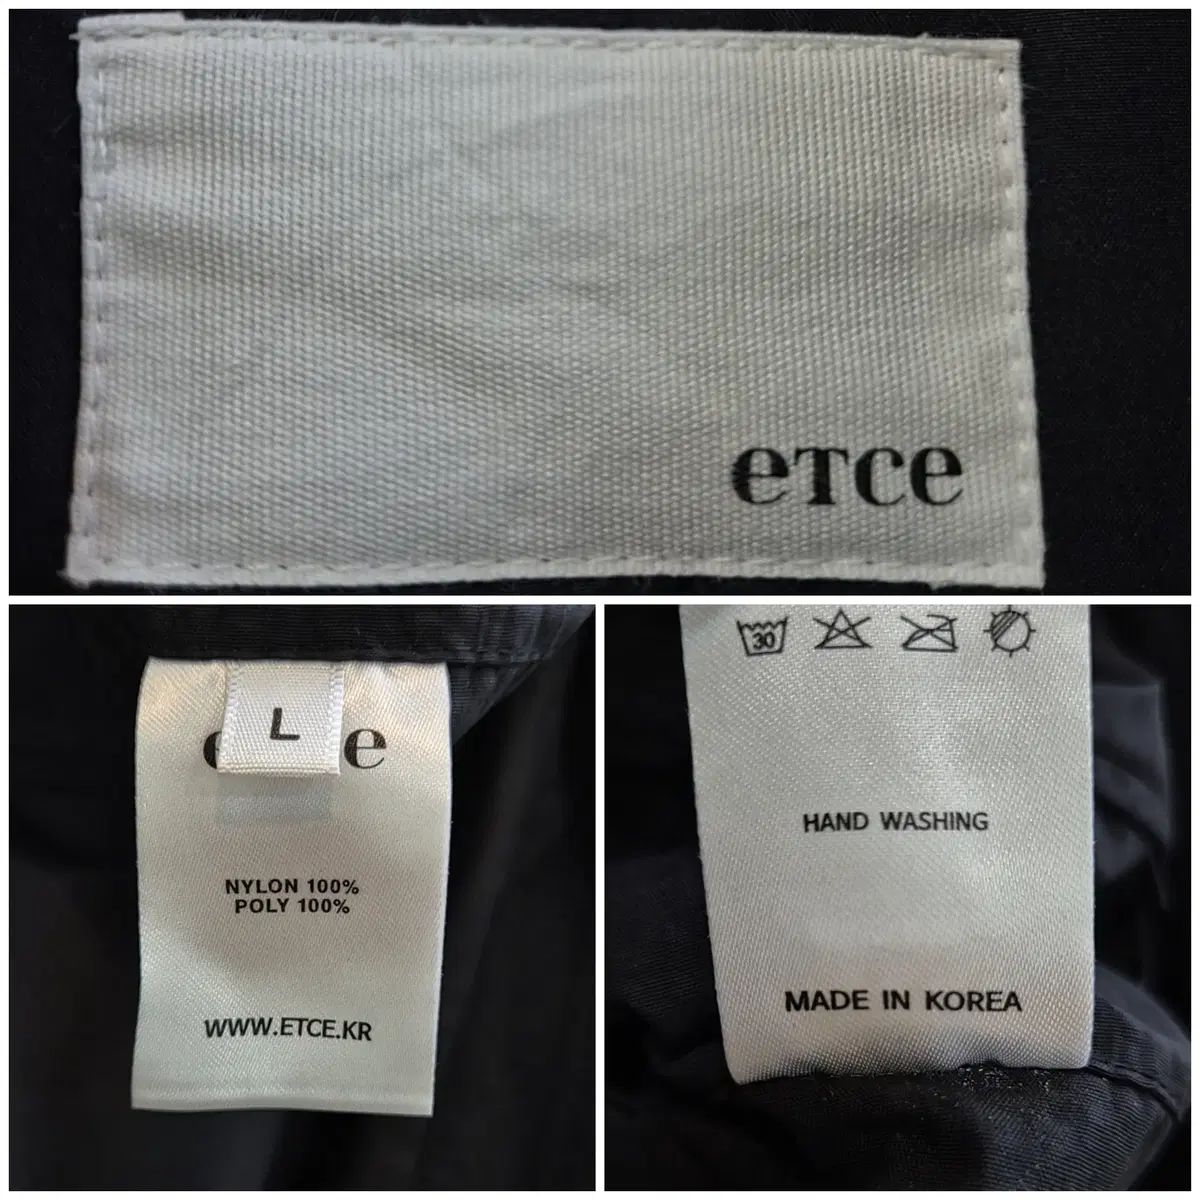 eTce
L
e e
NYLON 100%
POLY 100%
WWW.ETCE.KR
30
HAND WASHING
MADE IN KOREA